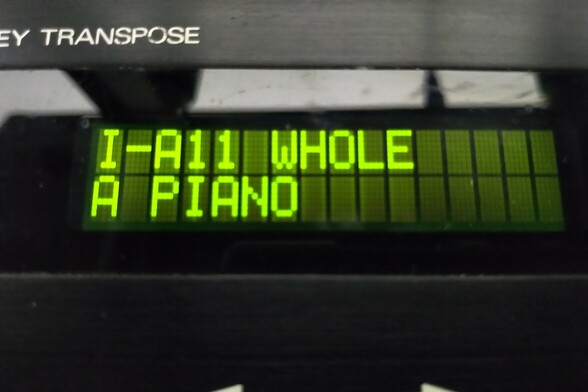 EY TRANSPOSE
I-A11 WHOLE
A PIANO